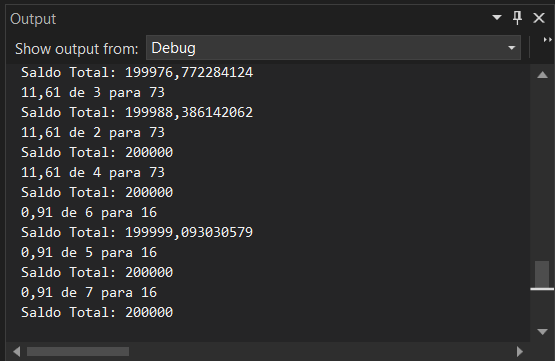 Output
Show output from: Debug
Saldo Total: 199976,772284124
11,61 de 3 para 73
Saldo Total: 199988,386142062
11,61 de 2 para 73
Saldo Total: 200000
11,61 de 4 para 73
Saldo Total: 200000
0,91 de 6 para 16
Saldo Total: 199999,093030579
0,91 de 5 para 16
Saldo Total: 200000
0,91 de 7 para 16
Saldo Total: 200000